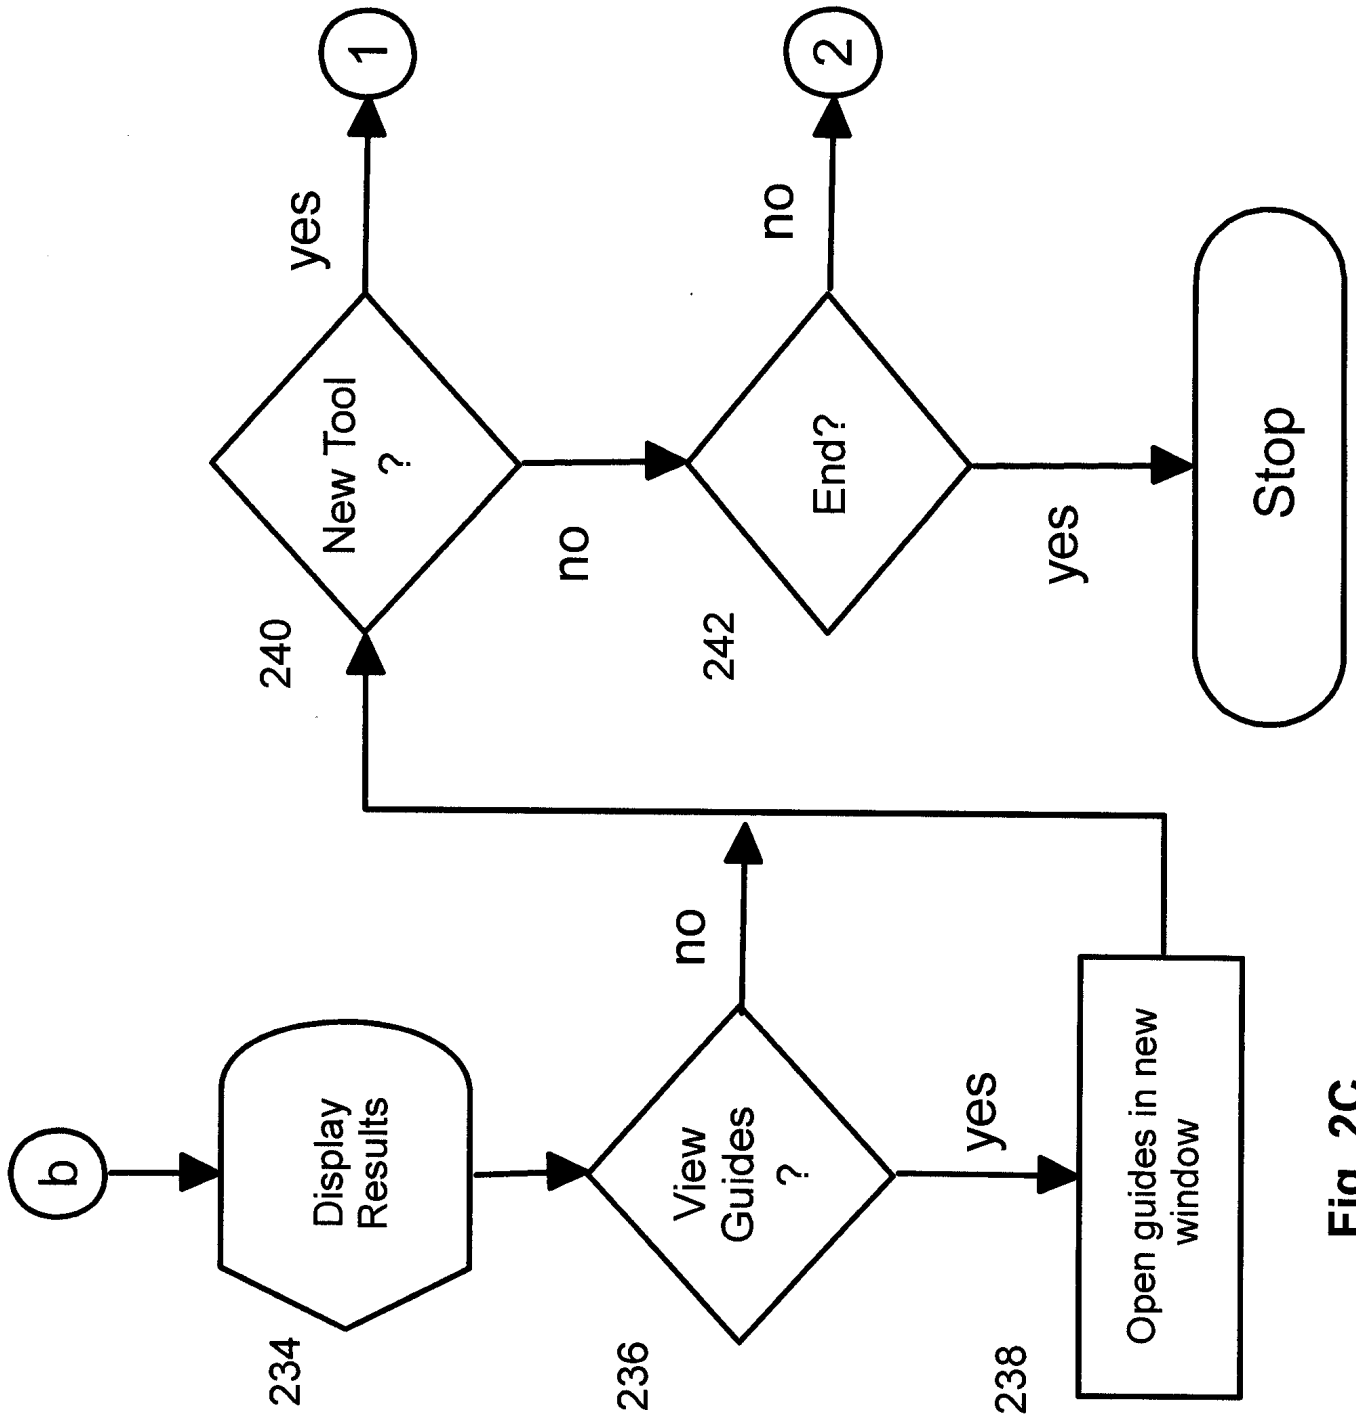 b
234
Display
Results
236
View
Guides
?
no
yes
238
Open guides in new
window
240
New Tool
?
yes
1
no
242
End?
no
2
yes
Stop
Fig. 2C